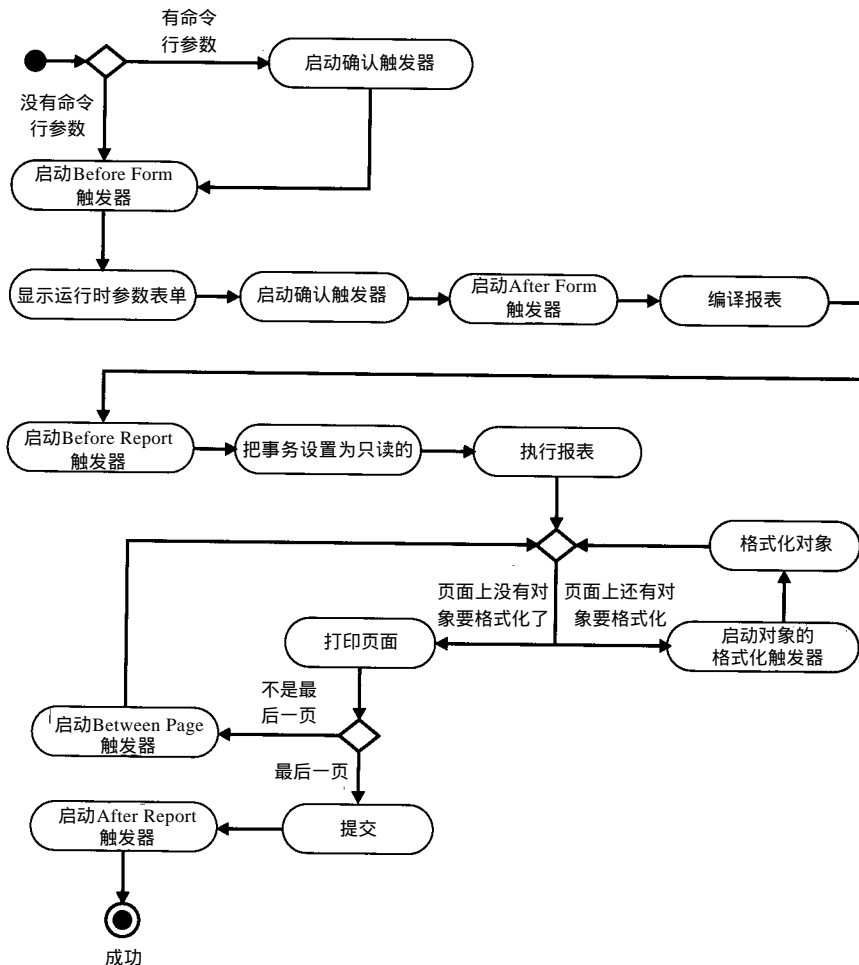 有命令
行参数
启动确认触发器
没有命令
行参数
启动Before Form
触发器
显示运行时参数表单
启动确认触发器
启动After Form
触发器
编译报表
启动Before Report
触发器
把事务设置为只读的
执行报表
格式化对象
页面上没有对
象要格式化了
页面上还有对
象要格式化
启动对象的
格式化触发器
打印页面
不是最
后一页
启动Between Page
触发器
最后一页
提交
启动After Report
触发器
成功